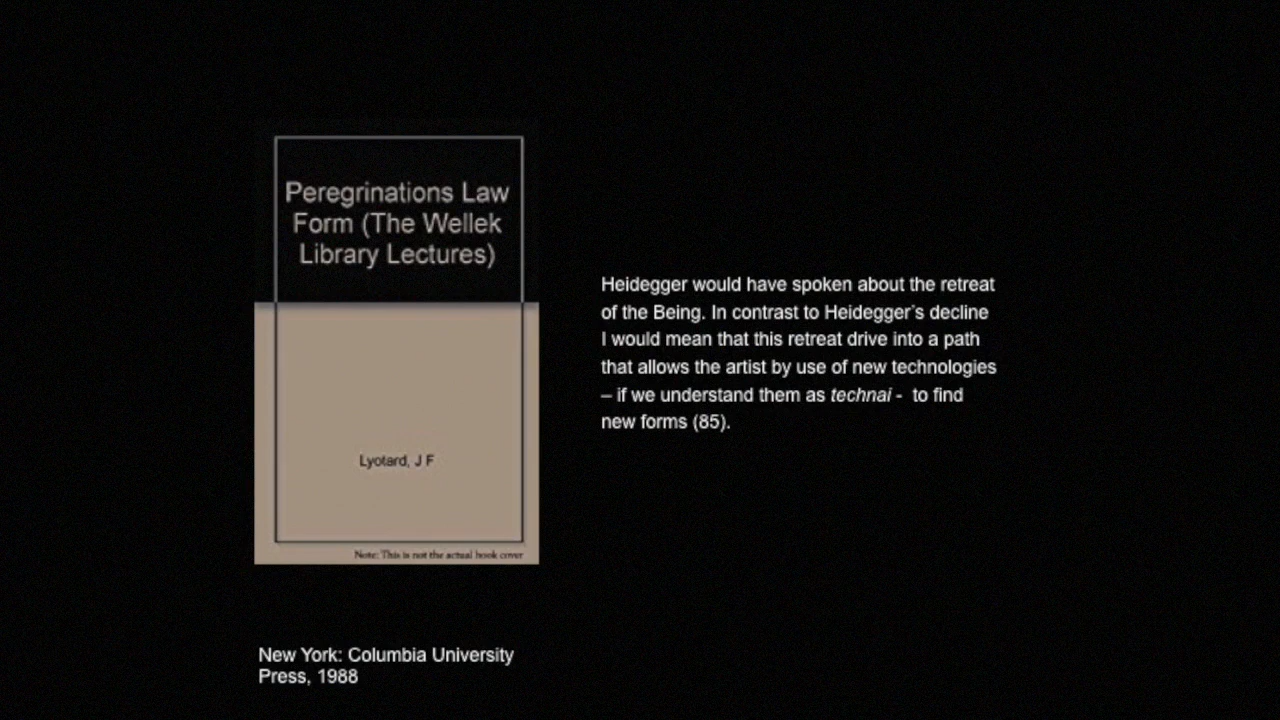 Peregrinations Law
Form (The Wellek
Library Lectures)
Lyotard, J F
Note: This is not the actual book cover
New York: Columbia University
Press, 1988
Heidegger would have spoken about the retreat
of the Being. In contrast to Heidegger's decline
I would mean that this retreat drive into a path
that allows the artist by use of new technologies
– if we understand them as technai -  to find
new forms (85).